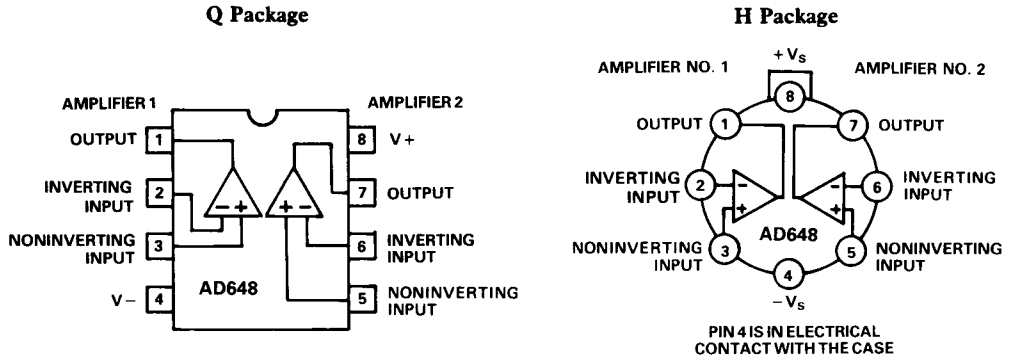 Q Package
AMPLIFIER 1
AMPLIFIER 2
OUTPUT
1
8
V+
INVERTING
INPUT
2
7
OUTPUT
NONINVERTING
INPUT
3
6
INVERTING
INPUT
V−
4
AD648
5
NONINVERTING
INPUT
− +
+ −
H Package
+VS
AMPLIFIER NO. 1
AMPLIFIER NO. 2
8
OUTPUT
1
7
OUTPUT
INVERTING
INPUT
2
−
+
−
+
6
INVERTING
INPUT
AD648
NONINVERTING
INPUT
3
5
NONINVERTING
INPUT
4
−VS
PIN 4 IS IN ELECTRICAL
CONTACT WITH THE CASE